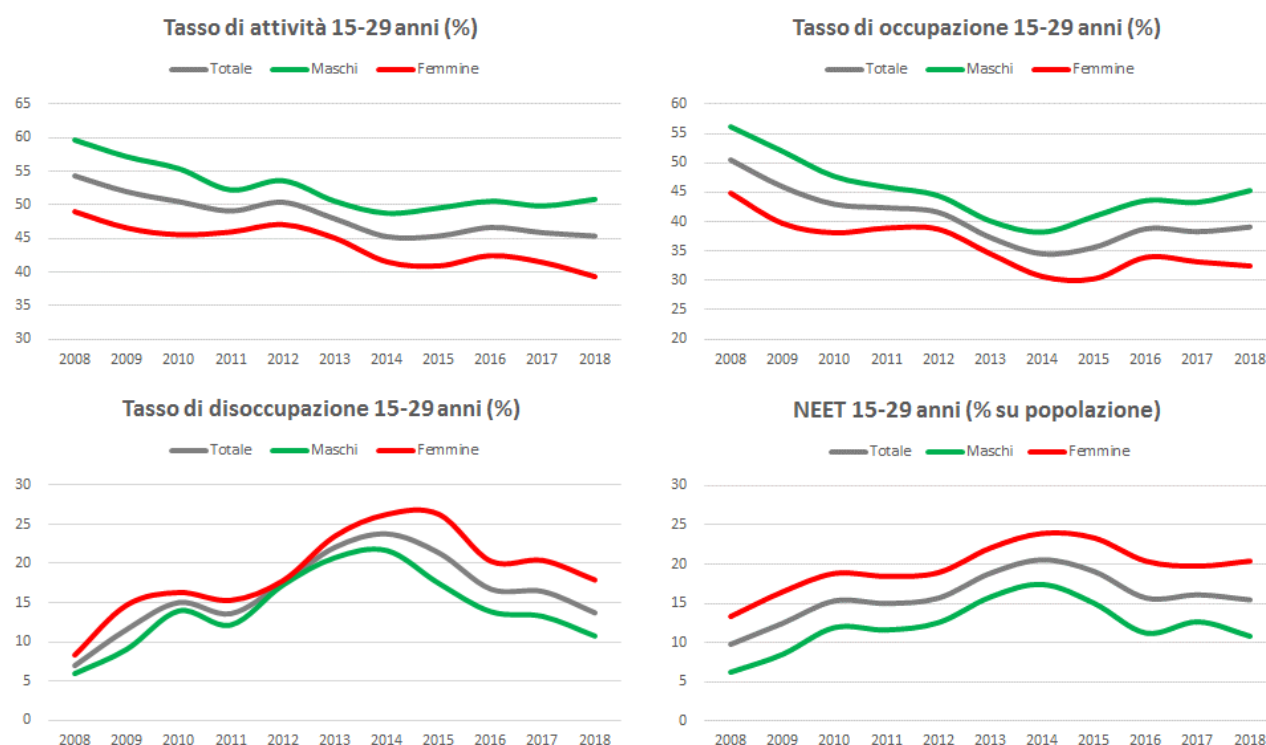 Tasso di attività 15-29 anni (%)
Totale Maschi Femmine
65
60
55
50
45
40
35
30
2008 2009 2010 2011 2012 2013 2014 2015 2016 2017 2018
Tasso di occupazione 15-29 anni (%)
Totale Maschi Femmine
60
55
50
45
40
35
30
25
20
2008 2009 2010 2011 2012 2013 2014 2015 2016 2017 2018
Tasso di disoccupazione 15-29 anni (%)
Totale Maschi Femmine
30
25
20
15
10
5
0
2008 2009 2010 2011 2012 2013 2014 2015 2016 2017 2018
NEET 15-29 anni (% su popolazione)
Totale Maschi Femmine
30
25
20
15
10
5
0
2008 2009 2010 2011 2012 2013 2014 2015 2016 2017 2018